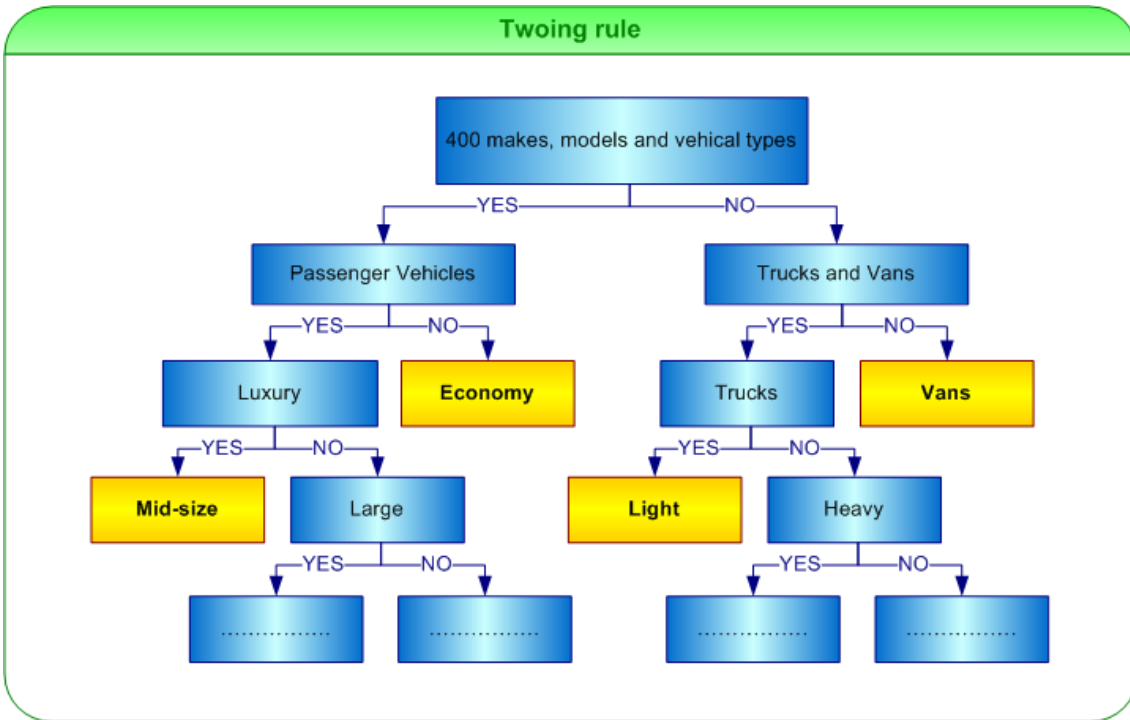 Twoing rule
400 makes, models and vehical types
YES
NO
Passenger Vehicles
Trucks and Vans
YES
NO
YES
NO
Luxury
Economy
Trucks
Vans
YES
NO
YES
NO
Mid-size
Large
Light
Heavy
YES
NO
YES
NO
................
................
................
................